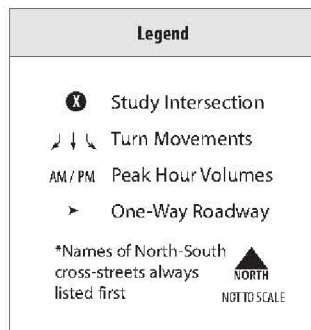 Legend
X Study Intersection
Turn Movements
AM / PM Peak Hour Volumes
One-Way Roadway
*Names of North-South
cross-streets always
listed first
NORTH
NOT TO SCALE